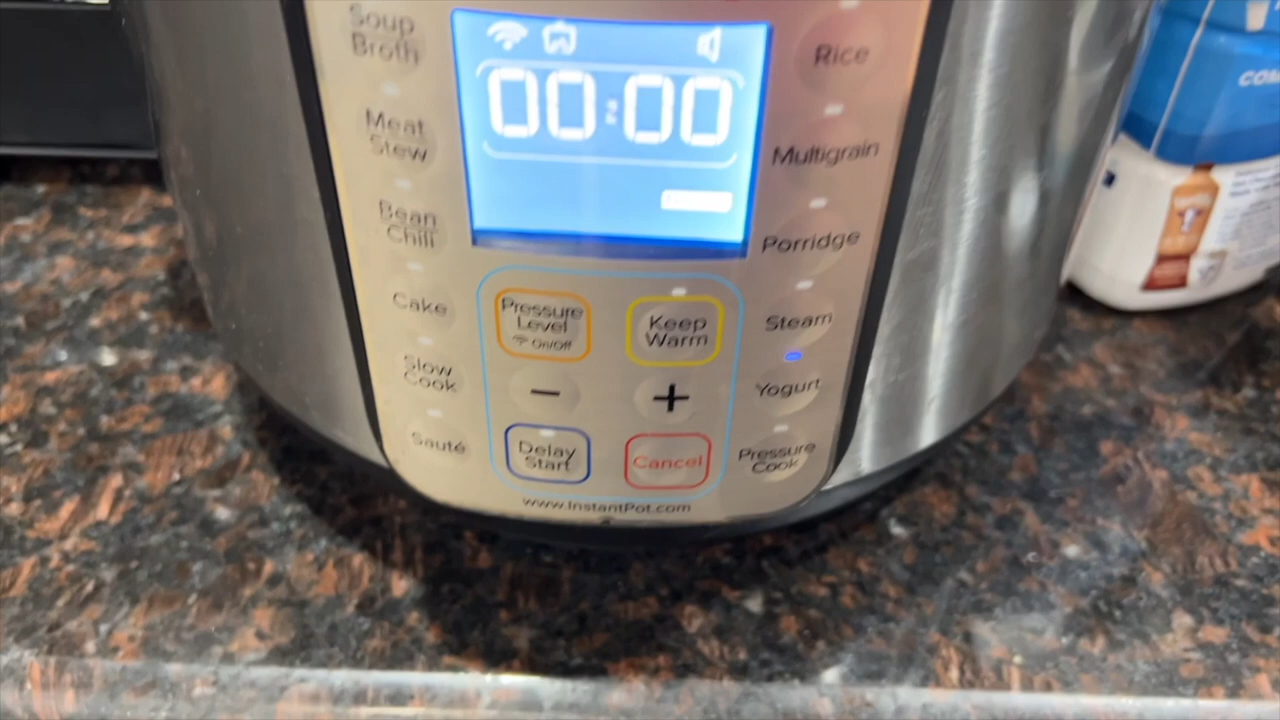 Soup
Broth
Meat
Stew
Bean
Chili
Cake
Slow
Cook
Sauté
00:00
Rice
Multigrain
Porridge
Steam
Yogurt
Pressure
Cook
Pressure
Level
On/Off
Keep
Warm
−
+
Delay
Start
Cancel
www.InstantPot.com